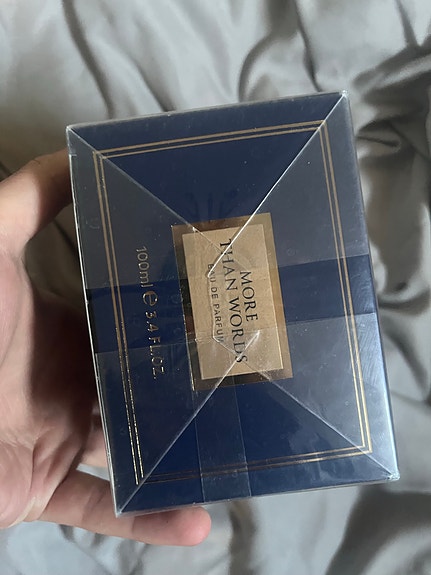 MORE
THAN WORDS
EAU DE PARFUM
100ml ℮ 3.4 FL.OZ.